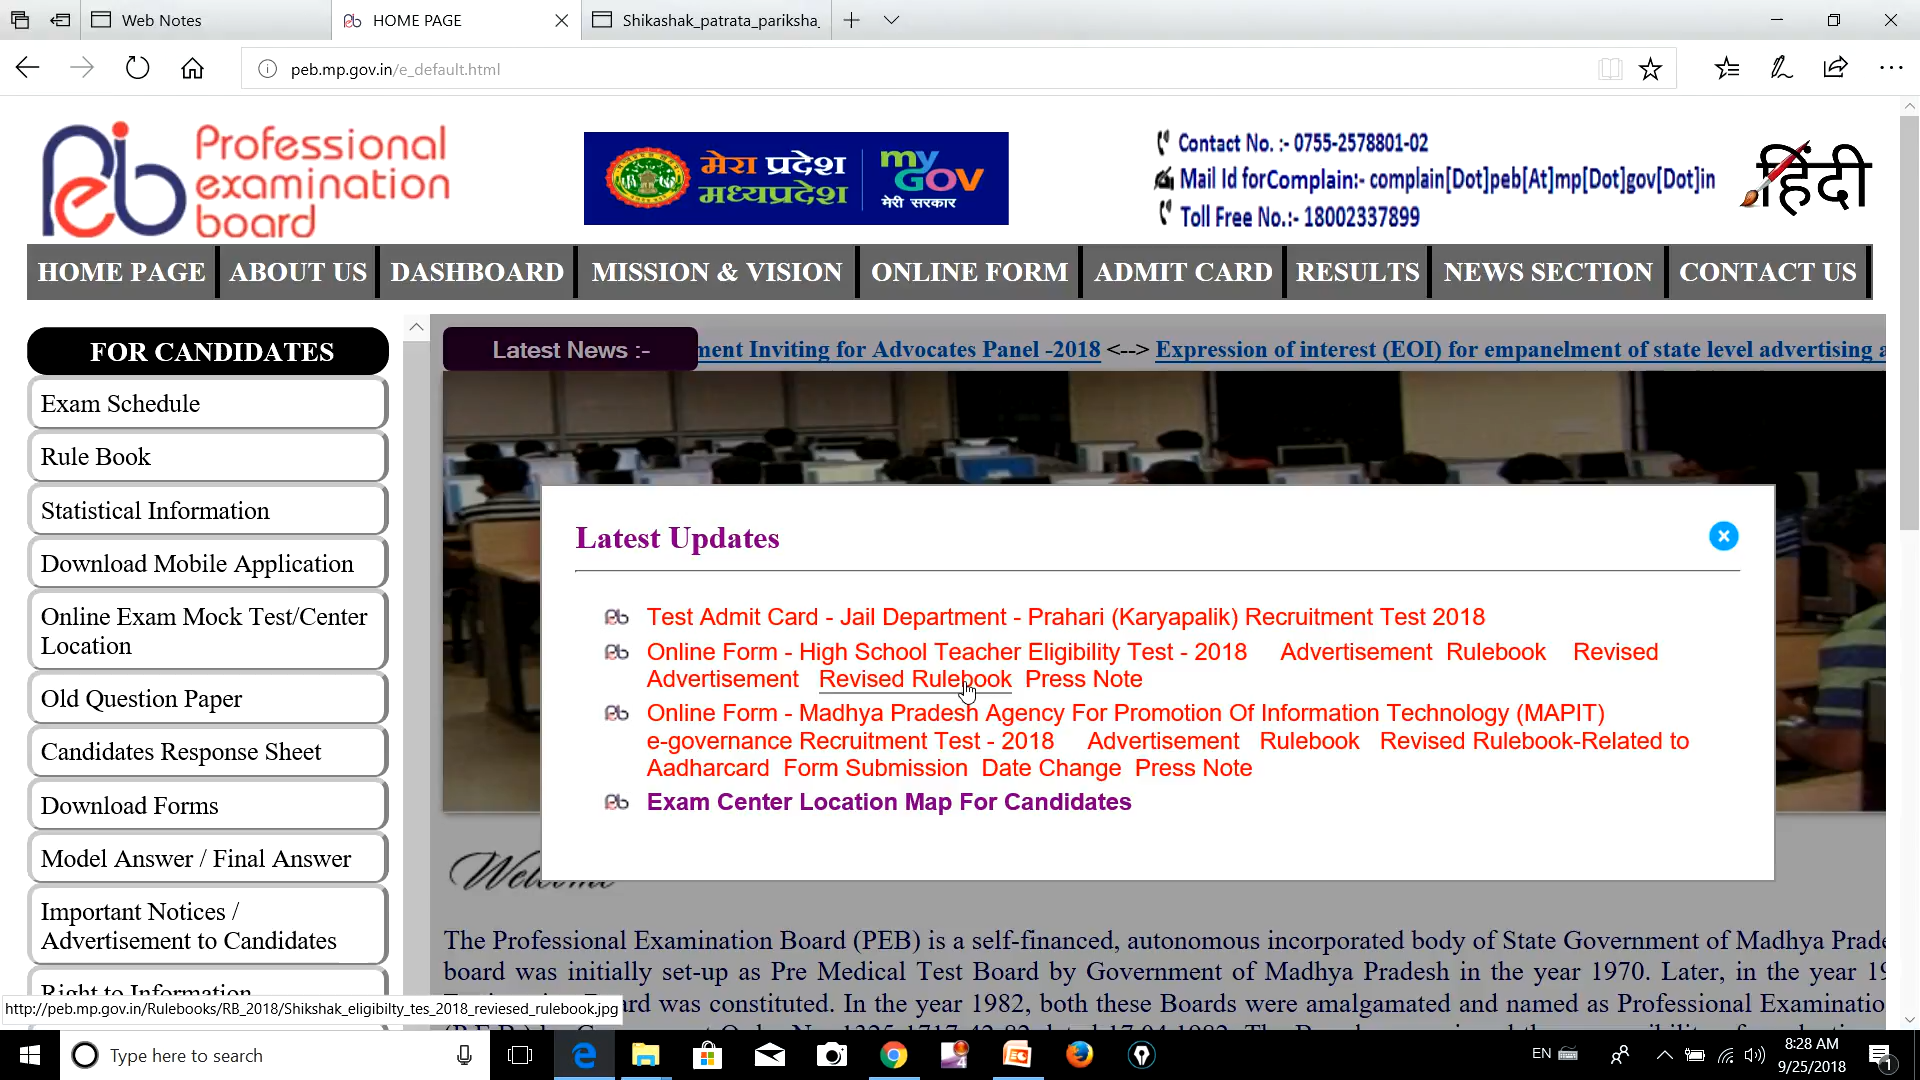 Web Notes
HOME PAGE
Shikashak_patrata_pariksha_
peb.mp.gov.in/e_default.html
Professional
examination
board
Peb
मेरा प्रदेश
मध्यप्रदेश
my
GOV
मेरी सरकार
Contact No. :- 0755-2578801-02
Mail Id forComplain:- complain[Dot]peb[At]mp[Dot]gov[Dot]in
Toll Free No.:- 18002337899
हिंदी
HOME PAGE
ABOUT US
DASHBOARD
MISSION & VISION
ONLINE FORM
ADMIT CARD
RESULTS
NEWS SECTION
CONTACT US
FOR CANDIDATES
Exam Schedule
Rule Book
Statistical Information
Download Mobile Application
Online Exam Mock Test/Center
Location
Old Question Paper
Candidates Response Sheet
Download Forms
Model Answer / Final Answer
Important Notices /
Advertisement to Candidates
Right to Information
Latest News :-
ment Inviting for Advocates Panel -2018 <--> Expression of interest (EOI) for empanelment of state level advertising a
Latest Updates
Test Admit Card - Jail Department - Prahari (Karyapalik) Recruitment Test 2018
Online Form - High School Teacher Eligibility Test - 2018 Advertisement Rulebook Revised
Advertisement Revised Rulebook Press Note
Online Form - Madhya Pradesh Agency For Promotion Of Information Technology (MAPIT)
e-governance Recruitment Test - 2018 Advertisement Rulebook Revised Rulebook-Related to
Aadharcard Form Submission Date Change Press Note
Exam Center Location Map For Candidates
Welcome
The Professional Examination Board (PEB) is a self-financed, autonomous incorporated body of State Government of Madhya Prade
board was initially set-up as Pre Medical Test Board by Government of Madhya Pradesh in the year 1970. Later, in the year 19
ard was constituted. In the year 1982, both these Boards were amalgamated and named as Professional Examinatio
http://peb.mp.gov.in/Rulebooks/RB_2018/Shikshak_eligibilty_tes_2018_reviesed_rulebook.jpg
Type here to search
EN
8:28 AM
9/25/2018
1